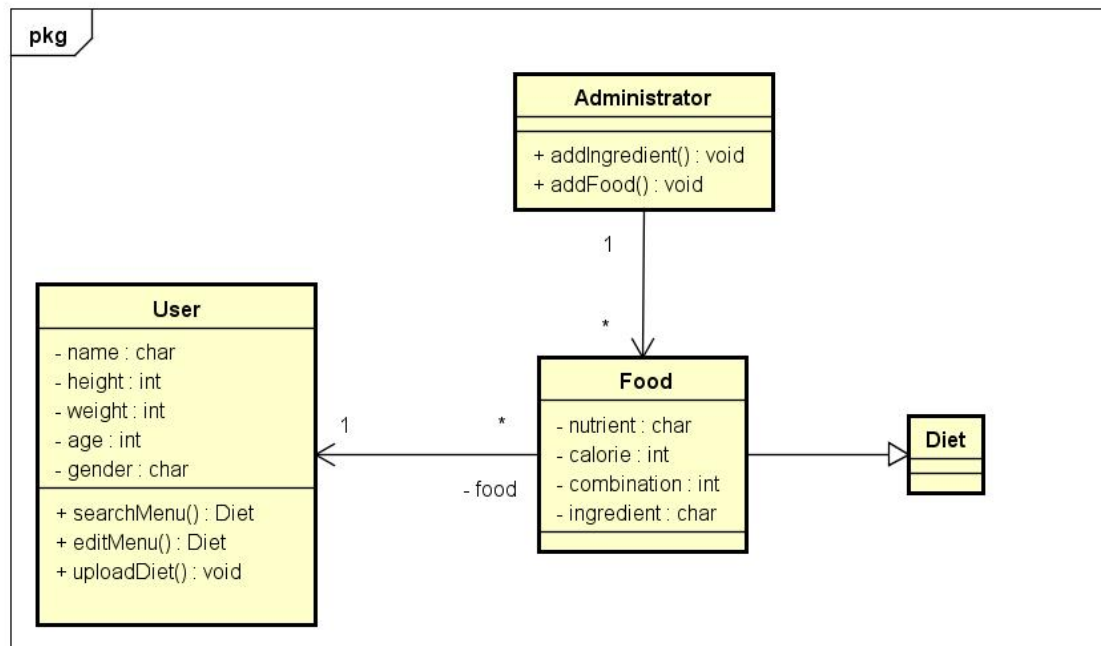 pkg
Administrator
+ addIngredient() : void
+ addFood() : void
1
*
User
- name : char
- height : int
- weight : int
- age : int
- gender : char
+ searchMenu() : Diet
+ editMenu() : Diet
+ uploadDiet() : void
1
*
- food
Food
- nutrient : char
- calorie : int
- combination : int
- ingredient : char
Diet